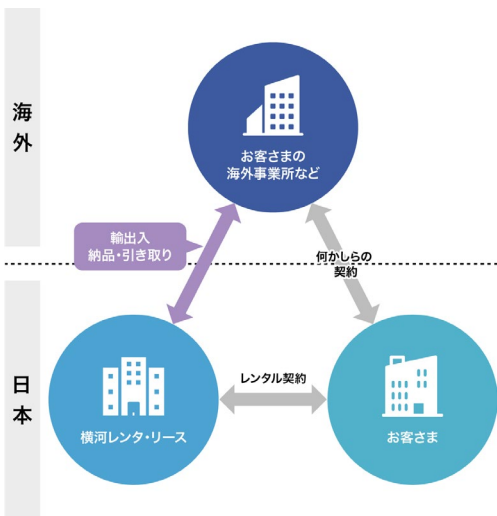 海外
お客さまの
海外事業所など
輸出入
納品・引き取り
何かしらの
契約
日本
レンタル契約
横河レンタ・リース
お客さま